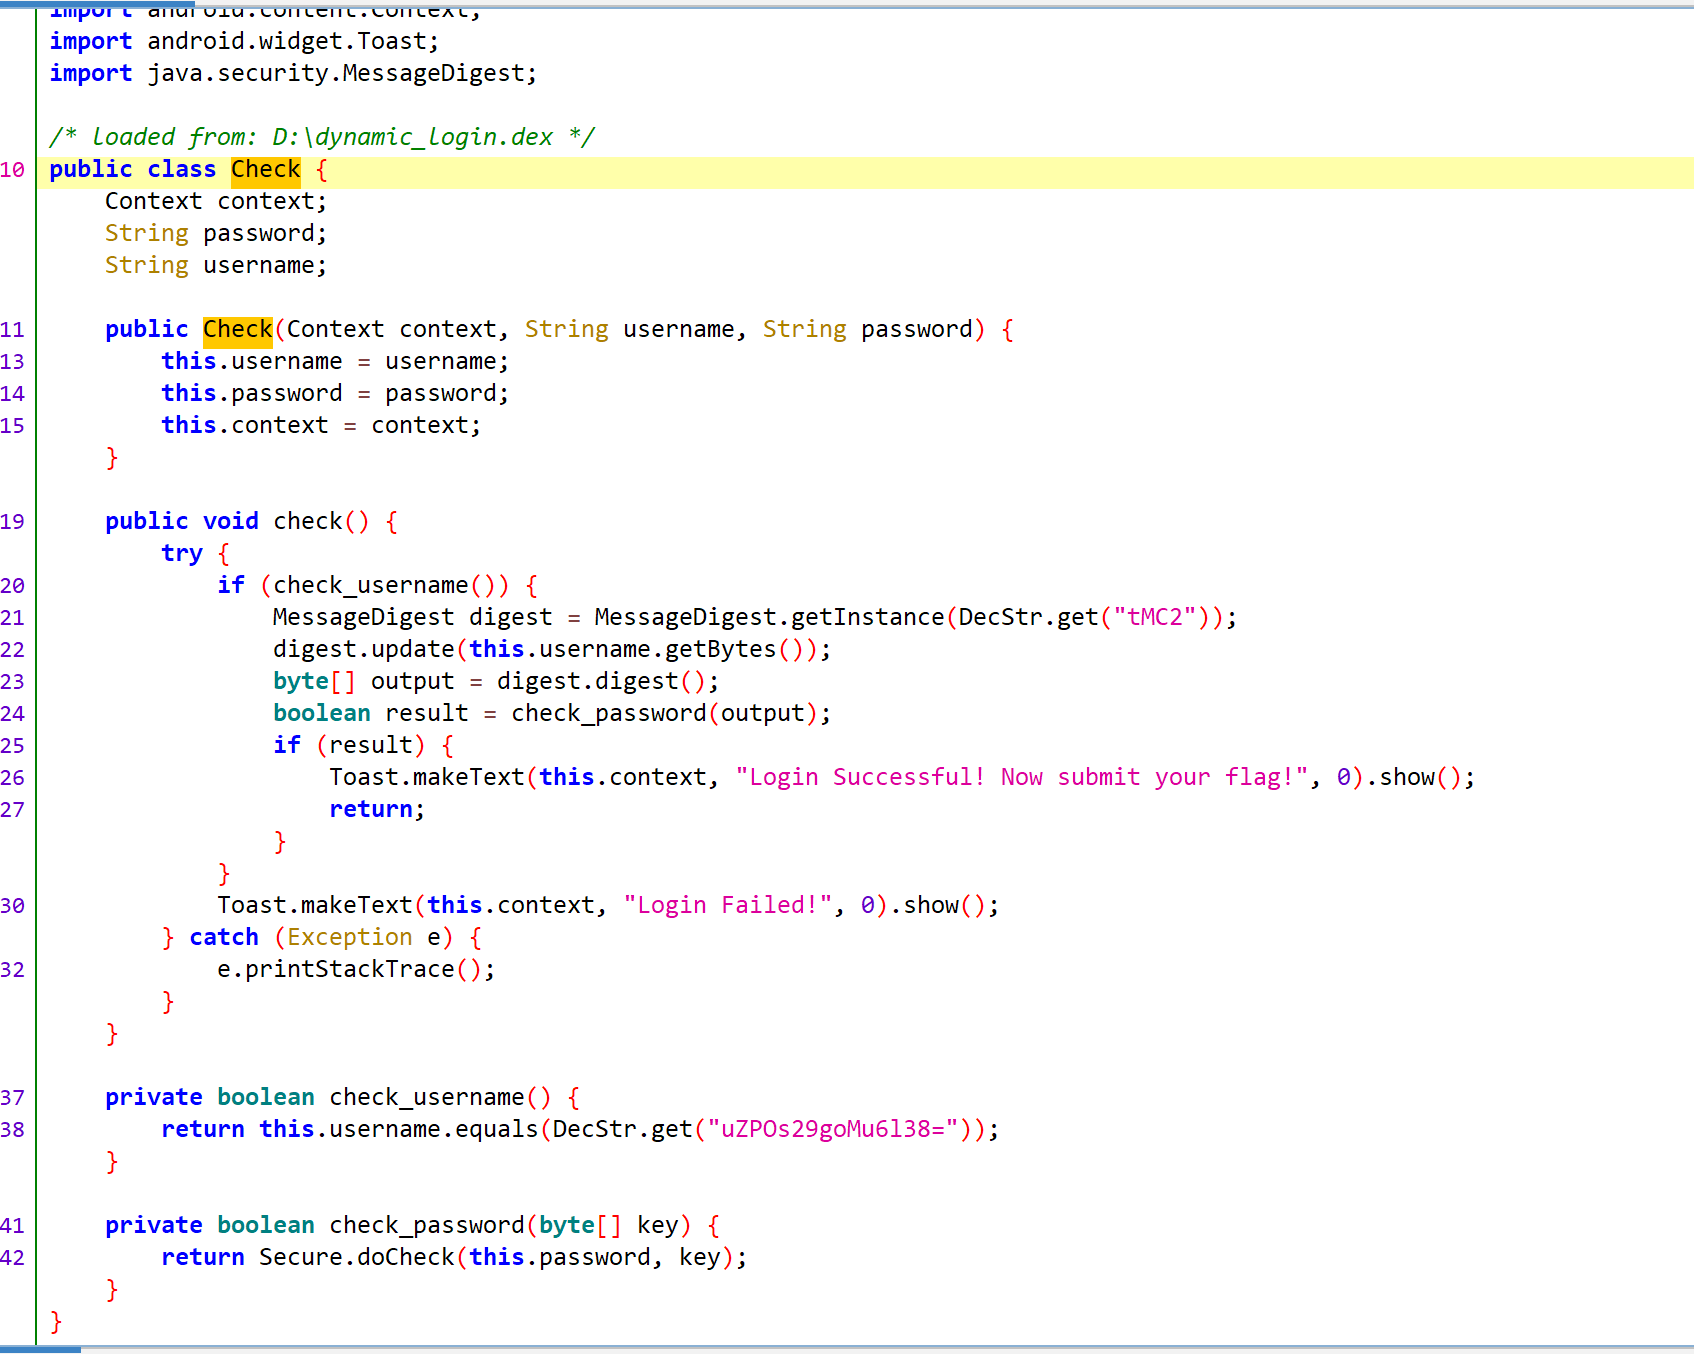 import android.content.Context;
import android.widget.Toast;
import java.security.MessageDigest;
/* loaded from: D:\dynamic_login.dex */
10 public class Check {
Context context;
String password;
String username;
11 public Check(Context context, String username, String password) {
13 this.username = username;
14 this.password = password;
15 this.context = context;
}
19 public void check() {
try {
20 if (check_username()) {
21 MessageDigest digest = MessageDigest.getInstance(DecStr.get("tMC2"));
22 digest.update(this.username.getBytes());
23 byte[] output = digest.digest();
24 boolean result = check_password(output);
25 if (result) {
26 Toast.makeText(this.context, "Login Successful! Now submit your flag!", 0).show();
27 return;
}
}
30 Toast.makeText(this.context, "Login Failed!", 0).show();
} catch (Exception e) {
32 e.printStackTrace();
}
}
37 private boolean check_username() {
38 return this.username.equals(DecStr.get("uZPOs29goMu6l38="));
}
41 private boolean check_password(byte[] key) {
42 return Secure.doCheck(this.password, key);
}
}